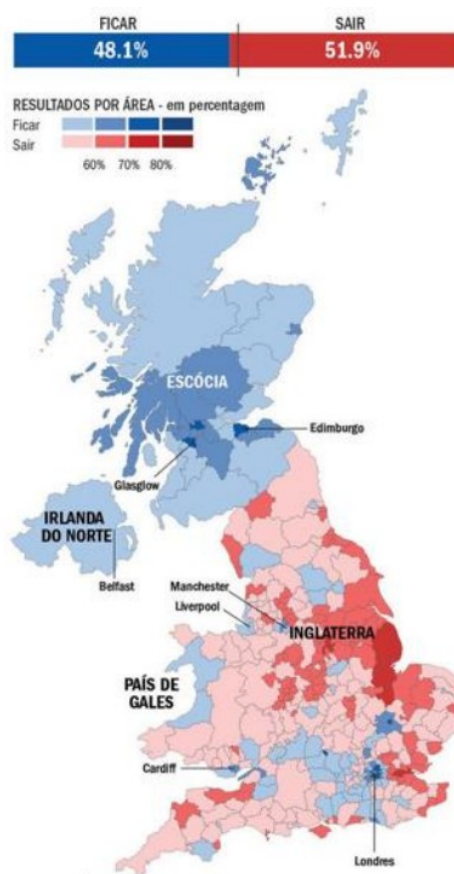 FICAR
SAIR
48.1%
51.9%
RESULTADOS POR ÁREA - em percentagem
Ficar
Sair
60% 70% 80%
ESCÓCIA
Edimburgo
Glasglow
IRLANDA
DO NORTE
Belfast
Manchester
Liverpool
INGLATERRA
PAÍS DE
GALES
Cardiff
Londres